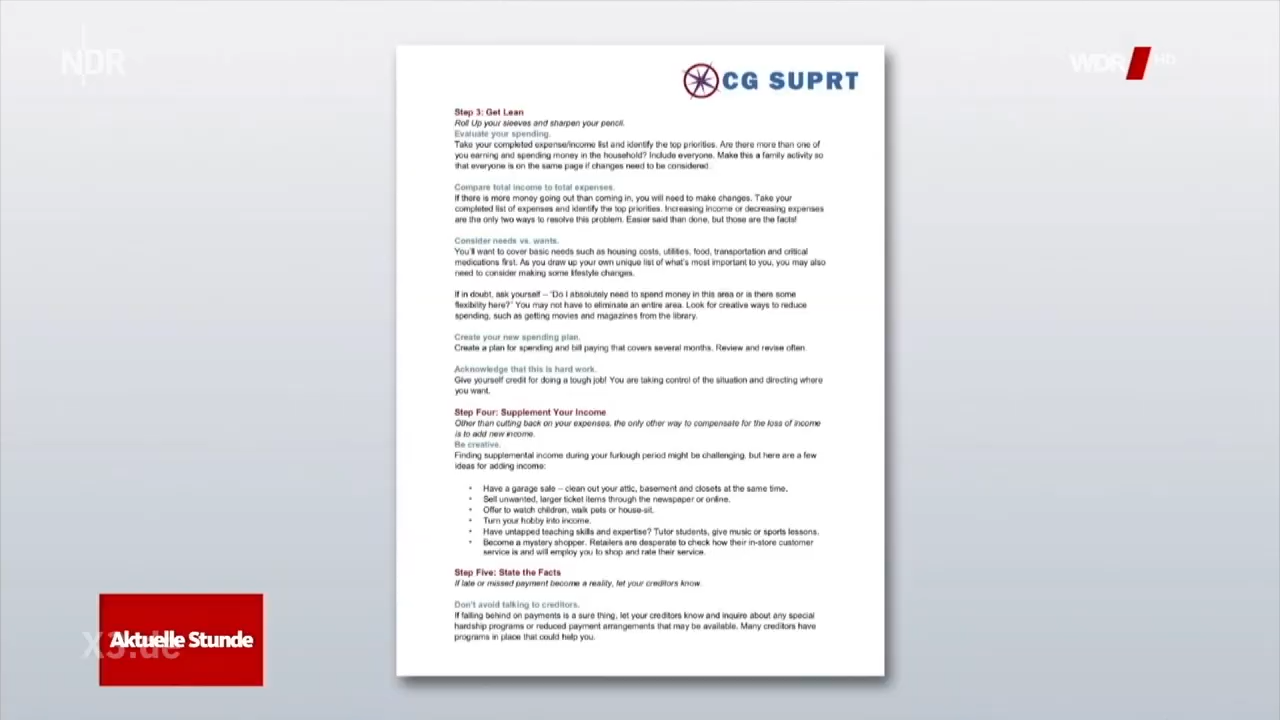 NDR
WDR HD
CG SUPRT
Step 3: Get Lean
Roll Up your sleeves and sharpen your pencil.
Evaluate your spending.
Take your completed expense/income list and identify the top priorities. Are there more than one of
you earning and spending money in the household? Include everyone. Make this a family activity so
that everyone is on the same page if changes need to be considered.
Compare total income to total expenses.
If there is more money going out than coming in, you will need to make changes. Take your
completed list of expenses and identify the top priorities. Increasing income or decreasing expenses
are the only two ways to resolve this problem. Easier said than done, but those are the facts!
Consider needs vs. wants.
You'll want to cover basic needs such as housing costs, utilities, food, transportation and critical
medications first. As you draw up your own unique list of what's most important to you, you may also
need to consider making some lifestyle changes.
If in doubt, ask yourself – "Do I absolutely need to spend money in this area or is there some
flexibility here?" You may not have to eliminate an entire area. Look for creative ways to reduce
spending, such as getting movies and magazines from the library.
Create your new spending plan.
Create a plan for spending and bill paying that covers several months. Review and revise often.
Acknowledge that this is hard work.
Give yourself credit for doing a tough job! You are taking control of the situation and directing where
you want.
Step Four: Supplement Your Income
Other than cutting back on your expenses, the only other way to compensate for the loss of income
is to add new income.
Be creative.
Finding supplemental income during your furlough period might be challenging, but here are a few
ideas for adding income:
• Have a garage sale – clean out your attic, basement and closets at the same time.
• Sell unwanted, larger ticket items through the newspaper or online.
• Offer to watch children, walk pets or house-sit.
• Turn your hobby into income.
• Have untapped teaching skills and expertise? Tutor students, give music or sports lessons.
• Become a mystery shopper. Retailers are desperate to check how their in-store customer
service is and will employ you to shop and rate their service.
Step Five: State the Facts
If late or missed payment become a reality, let your creditors know.
Don't avoid talking to creditors.
If falling behind on payments is a sure thing, let your creditors know and inquire about any special
hardship programs or reduced payment arrangements that may be available. Many creditors have
programs in place that could help you.
X3.de
Aktuelle Stunde